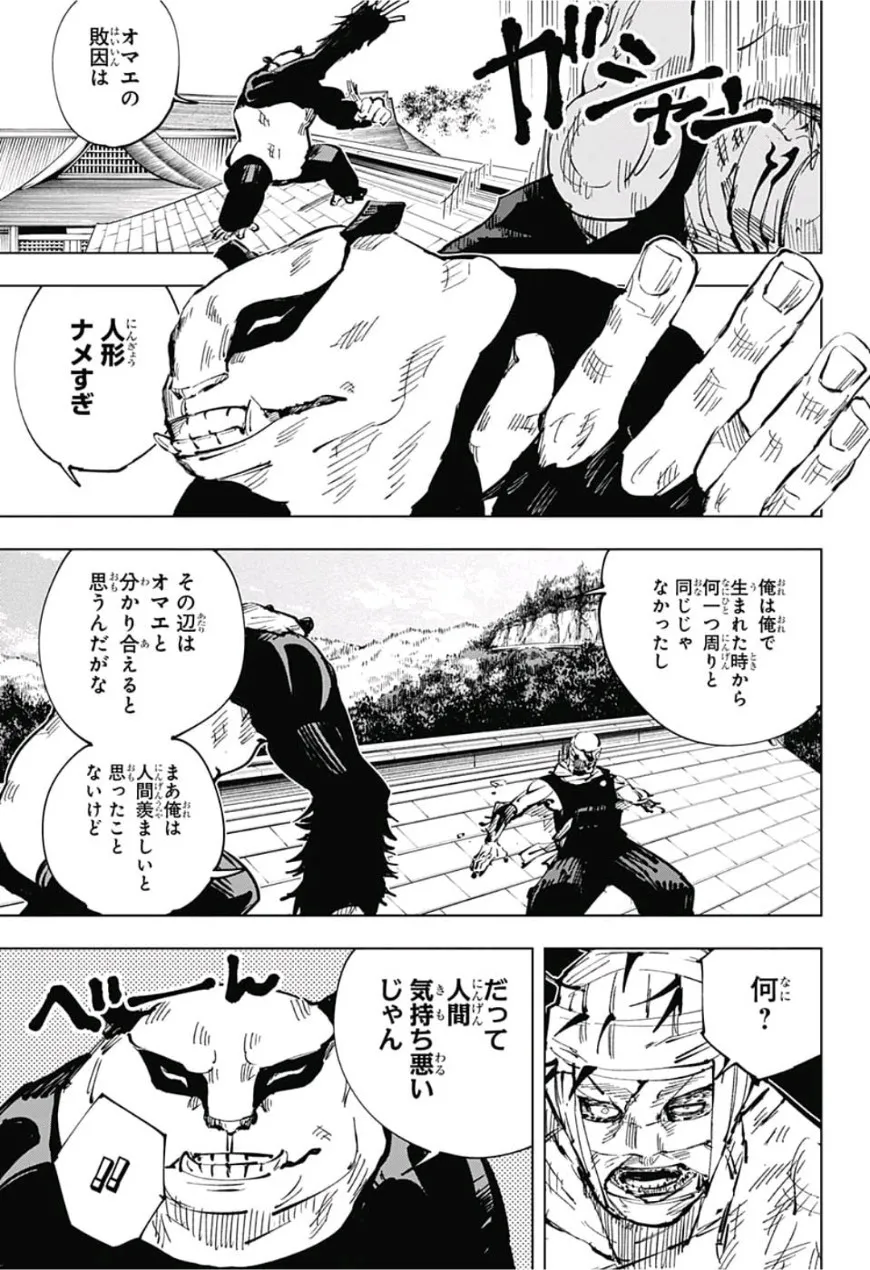 ガシャァン
オマエの
敗因は
人形
ナメすぎ
俺は俺で
生まれた時から
何一つ周りと
同じじゃ
なかったし
その辺は
オマエと
分かり合えると
思うんだがな
まあ俺は
人間羨ましいと
思ったこと
ないけど
何?
だって
人間
気持ち悪い
じゃん
べーん
!!